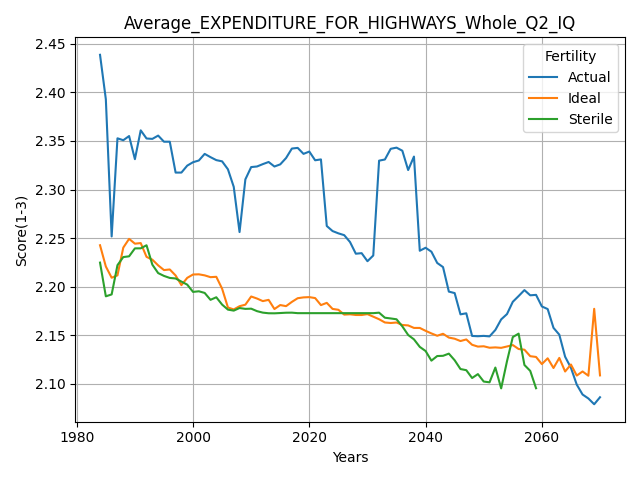 Average_EXPENDITURE_FOR_HIGHWAYS_Whole_Q2_IQ
Fertility
Actual
Ideal
Sterile
Score(1-3)
2.45
2.40
2.35
2.30
2.25
2.20
2.15
2.10
1980 2000 2020 2040 2060
Years